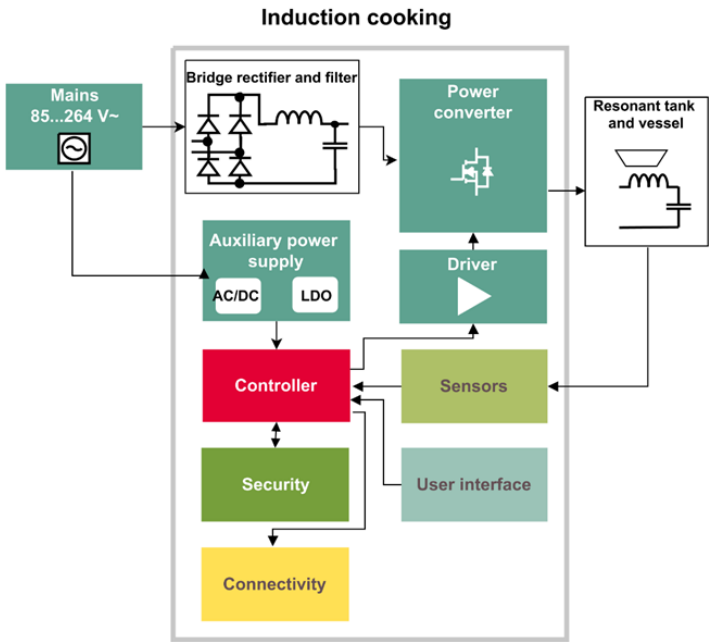 Induction cooking
Mains
85...264 V~
Bridge rectifier and filter
Power
converter
Resonant tank
and vessel
Auxiliary power
supply
AC/DC
LDO
Driver
Controller
Sensors
Security
User interface
Connectivity